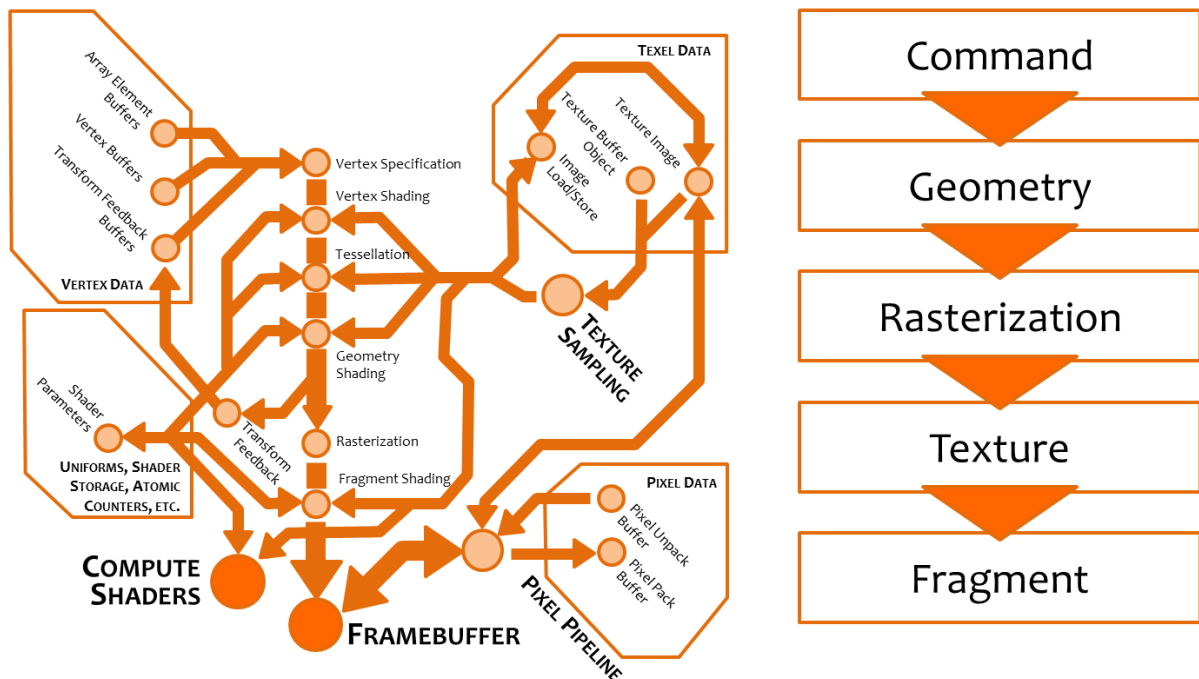 Array Element
Buffers
Vertex Buffers
Transform Feedback
Buffers
VERTEX DATA
Vertex Specification
Vertex Shading
Tessellation
Geometry
Shading
Rasterization
Fragment Shading
Transform
Feedback
Shader
Parameters
UNIFORMS, SHADER
STORAGE, ATOMIC
COUNTERS, ETC.
COMPUTE
SHADERS
FRAMEBUFFER
TEXEL DATA
Texture Image
Texture Buffer
Object
Image
Load/Store
TEXTURE
SAMPLING
PIXEL DATA
Pixel Unpack
Buffer
Pixel Pack
Buffer
PIXEL PIPELINE
Command
Geometry
Rasterization
Texture
Fragment